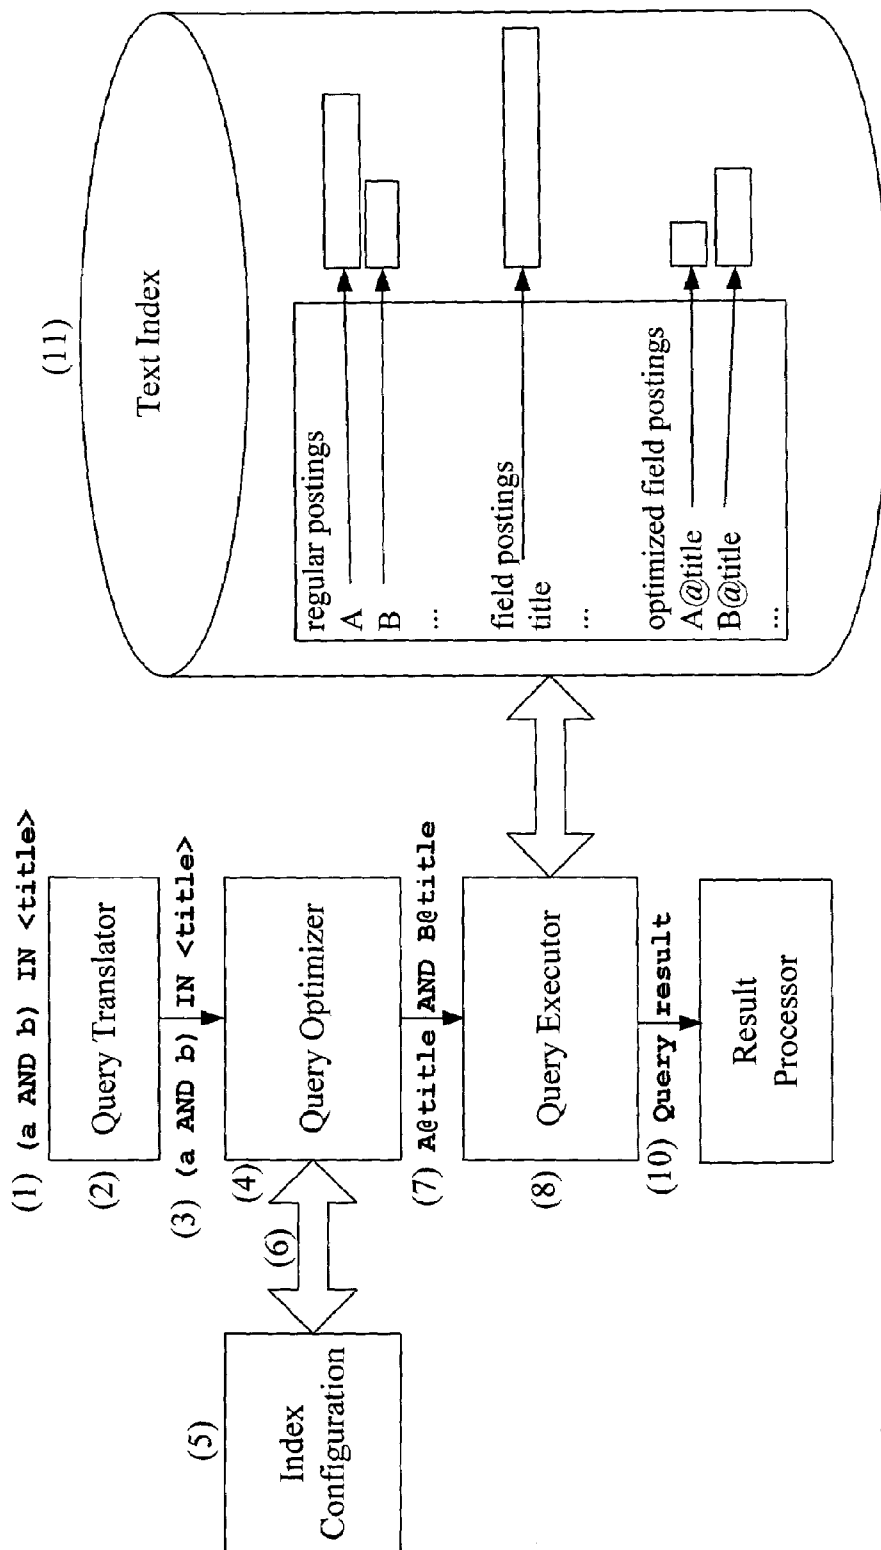 (1) (a AND b) IN <title>
(2) Query Translator
(3) (a AND b) IN <title>
(4)
Query Optimizer
(5)
Index
Configuration
(6)
(7) A@title AND B@title
(8)
Query Executor
(10) Query result
Result
Processor
(11)
Text Index
regular postings
A
B
...
field postings
title
...
optimized field postings
A@title
B@title
...